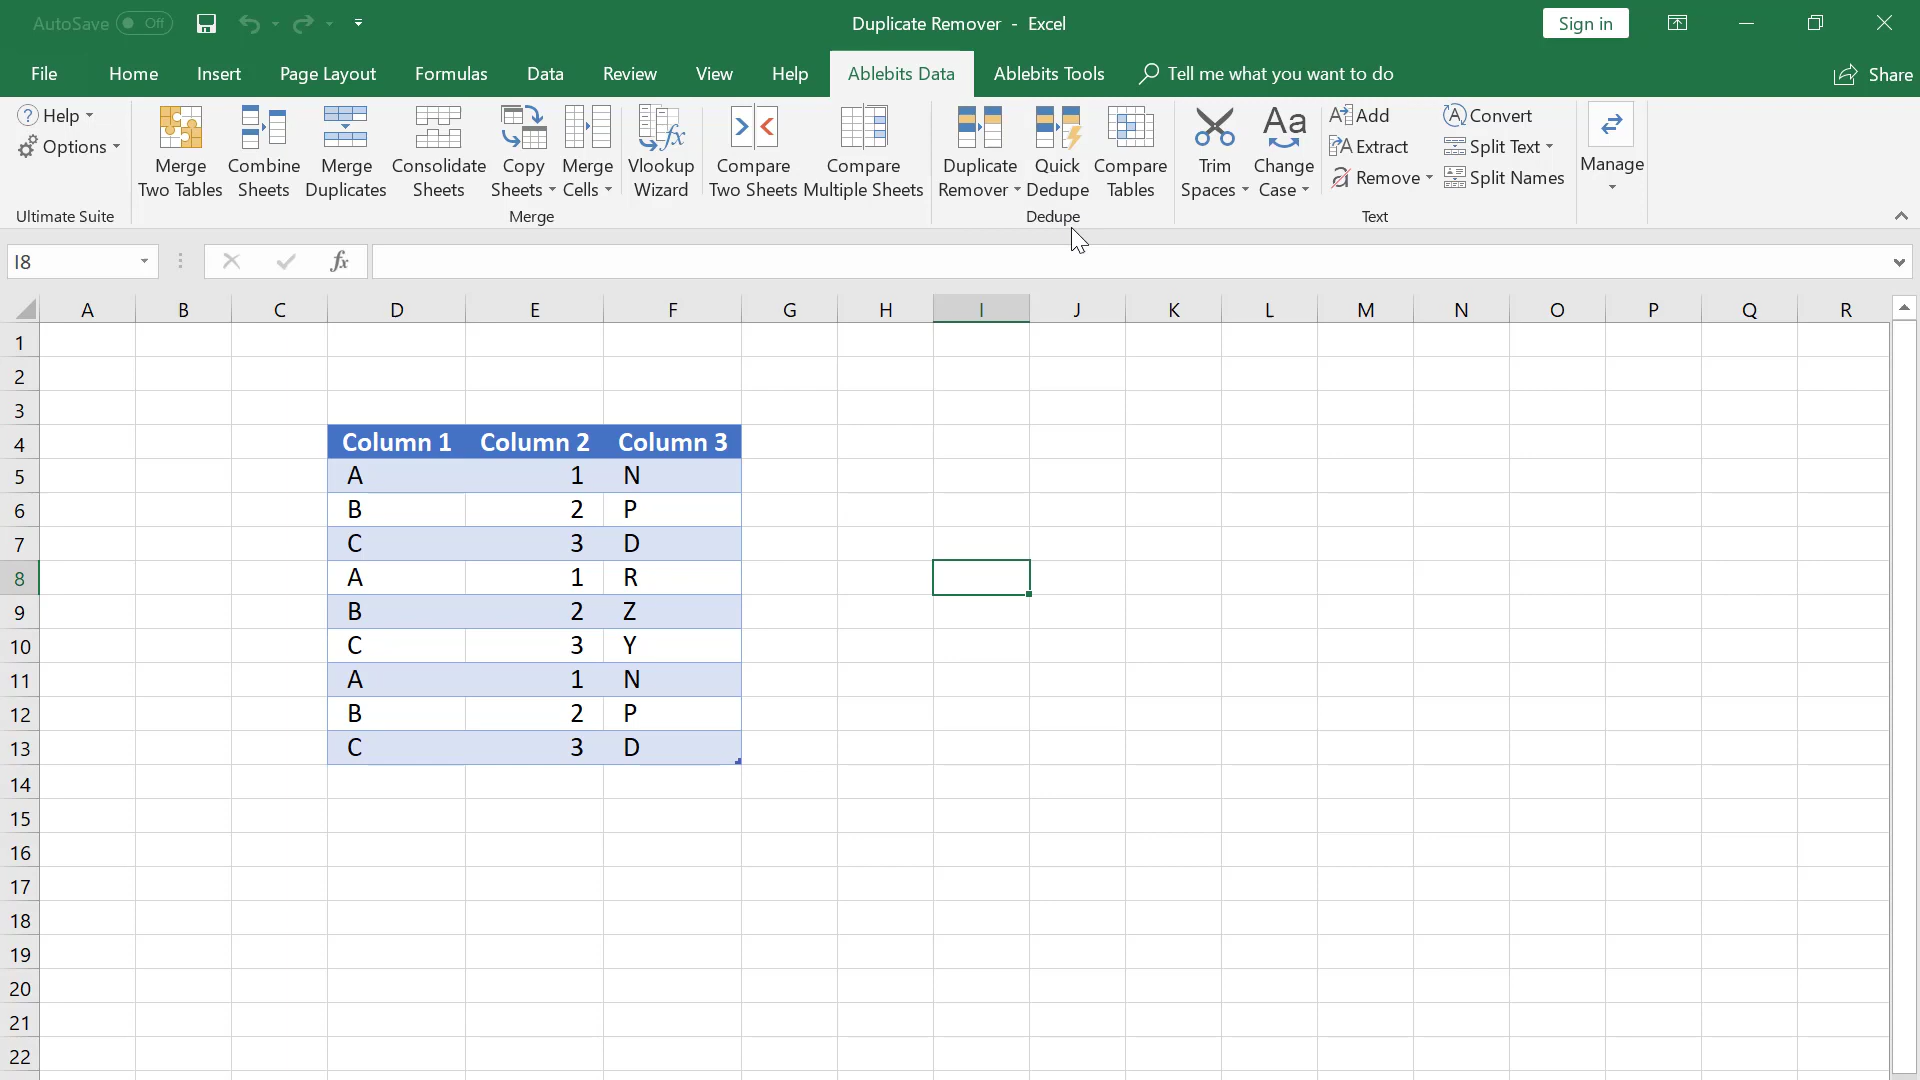 AutoSave Off
Duplicate Remover - Excel
Sign in
File Home Insert Page Layout Formulas Data Review View Help Ablebits Data Ablebits Tools Tell me what you want to do Share
Help
Options
Ultimate Suite
Merge Two Tables
Combine Sheets
Merge Duplicates
Consolidate Sheets
Copy Sheets
Merge Cells
Vlookup Wizard
Compare Two Sheets
Compare Multiple Sheets
Merge
Duplicate Remover
Quick Dedupe
Compare Tables
Dedupe
Trim Spaces
Change Case
Add
Extract
Remove
Convert
Split Text
Split Names
Text
Manage
I8
fx
A B C D E F G H I J K L M N O P Q R
1
2
3
4 Column 1 Column 2 Column 3
5 A 1 N
6 B 2 P
7 C 3 D
8 A 1 R
9 B 2 Z
10 C 3 Y
11 A 1 N
12 B 2 P
13 C 3 D
14
15
16
17
18
19
20
21
22